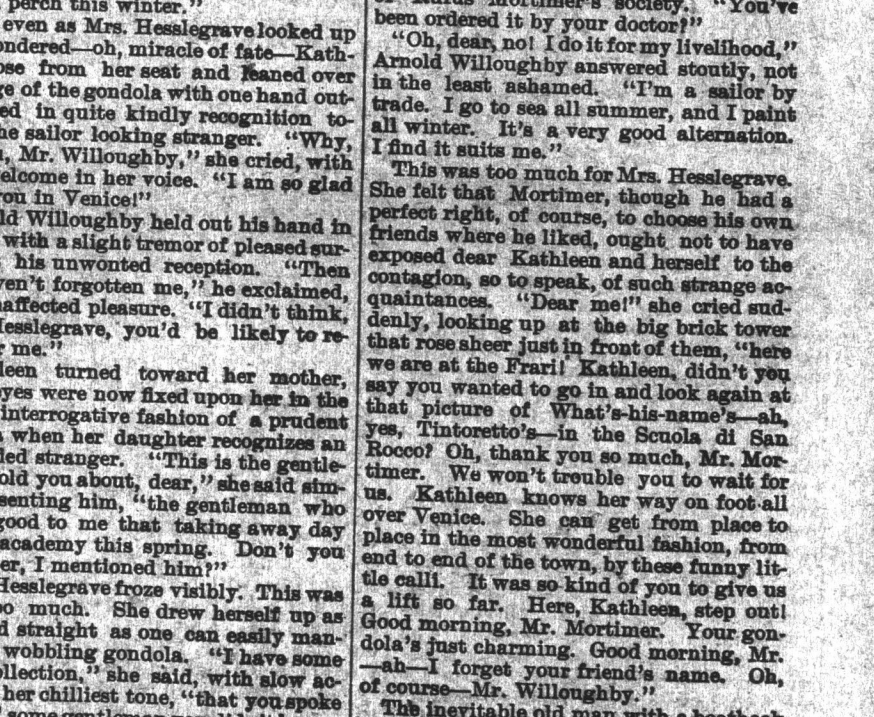 perch this winter."
even as Mrs. Hesslegrave looked up
ondered—oh, miracle of fate—Kath-
ose from her seat and leaned over
ge of the gondola with one hand out-
ed in quite kindly recognition to-
he sailor looking stranger. "Why,
, Mr. Willoughby," she cried, with
elcome in her voice. "I am so glad
you in Venice!"
ld Willoughby held out his hand in
with a slight tremor of pleased sur-
his unwonted reception. "Then
ven't forgotten me," he exclaimed,
naffected pleasure. "I didn't think,
Hesslegrave, you'd be likely to re-
r me."
leen turned toward her mother,
eyes were now fixed upon her in the
interrogative fashion of a prudent
when her daughter recognizes an
led stranger. "This is the gentle-
old you about, dear," she said sim-
senting him, "the gentleman who
good to me that taking away day
academy this spring. Don't you
er, I mentioned him?"
Hesslegrave froze visibly. This was
oo much. She drew herself up as
d straight as one can easily man-
wobbling gondola. "I have some
ollection," she said, with slow ac-
her chilliest tone, "that you spoke
some gentleman
Mortimer's society. "You've
been ordered it by your doctor?"
"Oh, dear, no! I do it for my livelihood,"
Arnold Willoughby answered stoutly, not
in the least ashamed. "I'm a sailor by
trade. I go to sea all summer, and I paint
all winter. It's a very good alternation.
I find it suits me."
This was too much for Mrs. Hesslegrave.
She felt that Mortimer, though he had a
perfect right, of course, to choose his own
friends where he liked, ought not to have
exposed dear Kathleen and herself to the
contagion, so to speak, of such strange ac-
quaintances. "Dear me!" she cried sud-
denly, looking up at the big brick tower
that rose sheer just in front of them, "here
we are at the Frari! Kathleen, didn't you
say you wanted to go in and look again at
that picture of What's-his-name's—ah,
yes, Tintoretto's—in the Scuola di San
Rocco? Oh, thank you so much, Mr. Mor-
timer. We won't trouble you to wait for
us. Kathleen knows her way on foot all
over Venice. She can get from place to
place in the most wonderful fashion, from
end to end of the town, by these funny lit-
tle calli. It was so kind of you to give us
a lift so far. Here, Kathleen, step out!
Good morning, Mr. Mortimer. Your gon-
dola's just charming. Good morning, Mr.
—ah—I forget your friend's name. Oh,
of course—Mr. Willoughby."
The inevitable old man with a